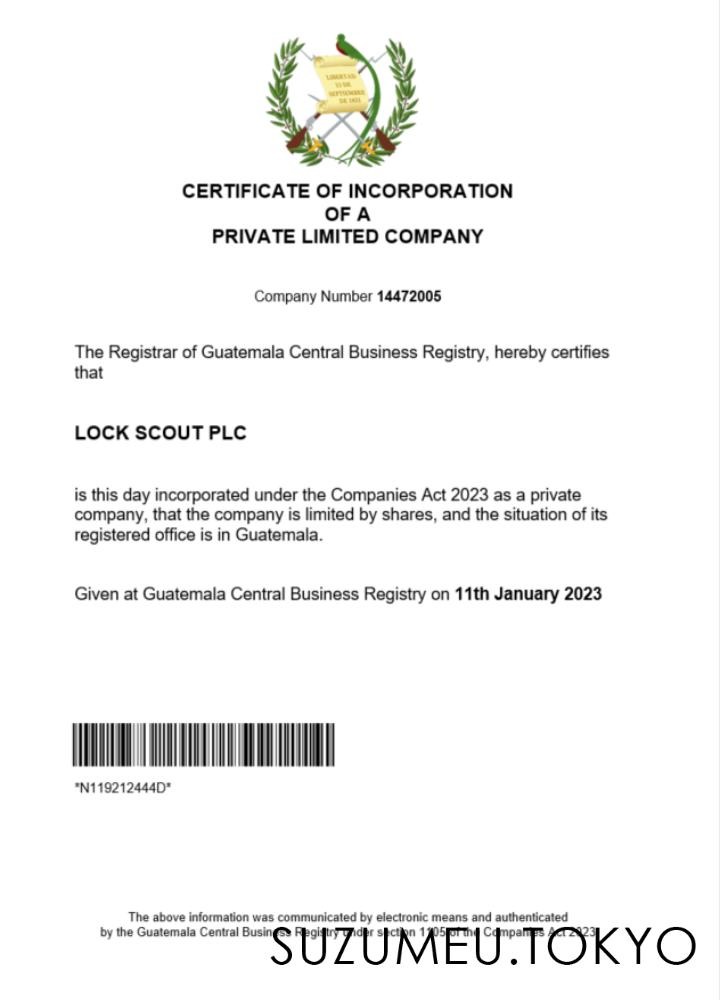 LIBERTAD
15 DE
SEPTIEMBRE
DE 1821
CERTIFICATE OF INCORPORATION
OF A
PRIVATE LIMITED COMPANY
Company Number 14472005
The Registrar of Guatemala Central Business Registry, hereby certifies
that
LOCK SCOUT PLC
is this day incorporated under the Companies Act 2023 as a private
company, that the company is limited by shares, and the situation of its
registered office is in Guatemala.
Given at Guatemala Central Business Registry on 11th January 2023
*N119212444D*
The above information was communicated by electronic means and authenticated
by the Guatemala Central Business Registry under section 1105 of the Companies Act 2023
SUZUMEU.TOKYO